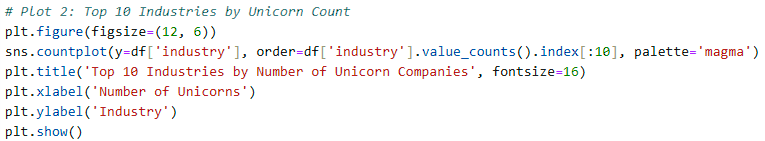 # Plot 2: Top 10 Industries by Unicorn Count
plt.figure(figsize=(12, 6))
sns.countplot(y=df['industry'], order=df['industry'].value_counts().index[:10], palette='magma')
plt.title('Top 10 Industries by Number of Unicorn Companies', fontsize=16)
plt.xlabel('Number of Unicorns')
plt.ylabel('Industry')
plt.show()